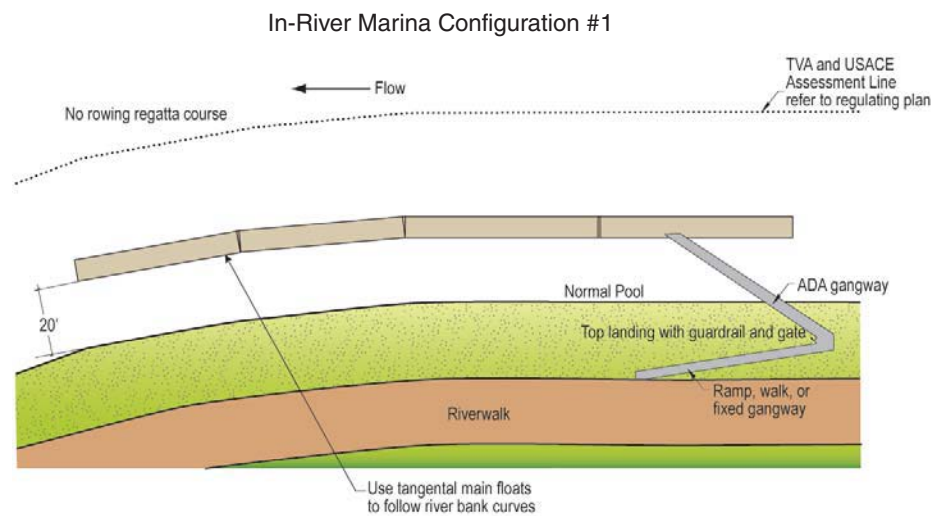 In-River Marina Configuration #1
TVA and USACE
Assessment Line
refer to regulating plan
Flow
No rowing regatta course
ADA gangway
Normal Pool
20'
Top landing with guardrail and gate
Ramp, walk, or
fixed gangway
Riverwalk
Use tangental main floats
to follow river bank curves